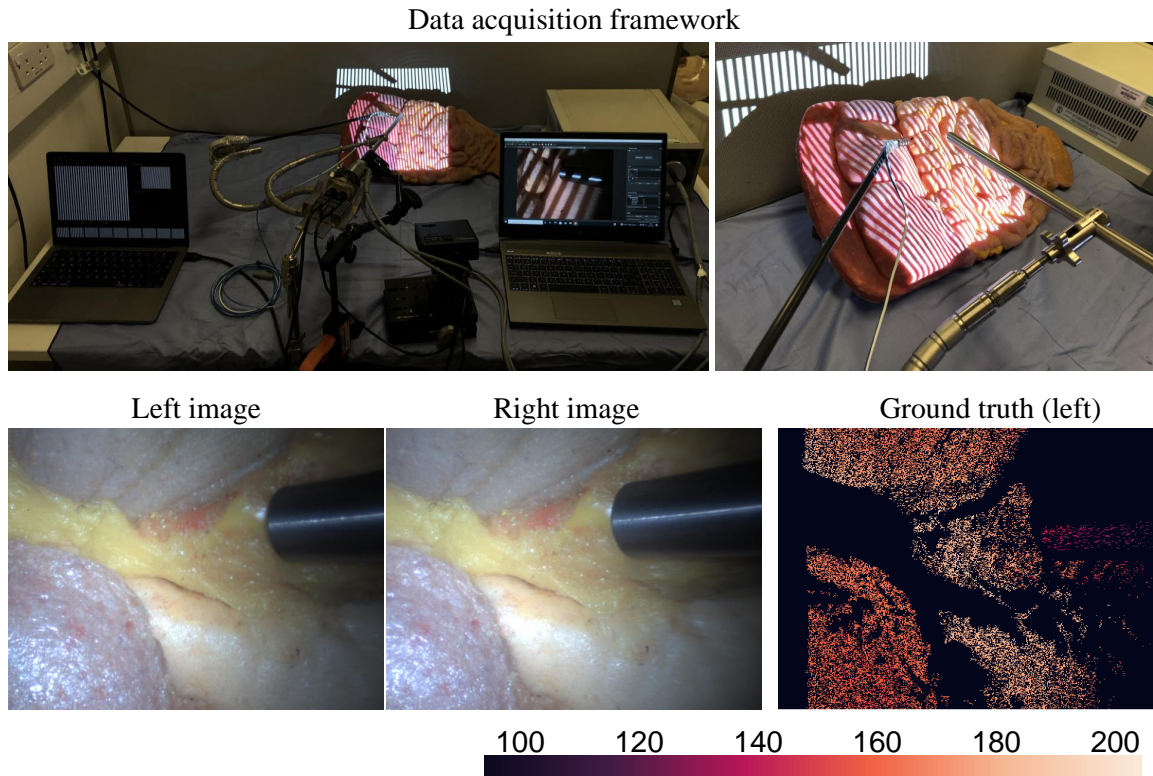 Data acquisition framework
Left image
Right image
Ground truth (left)
100 120 140 160 180 200